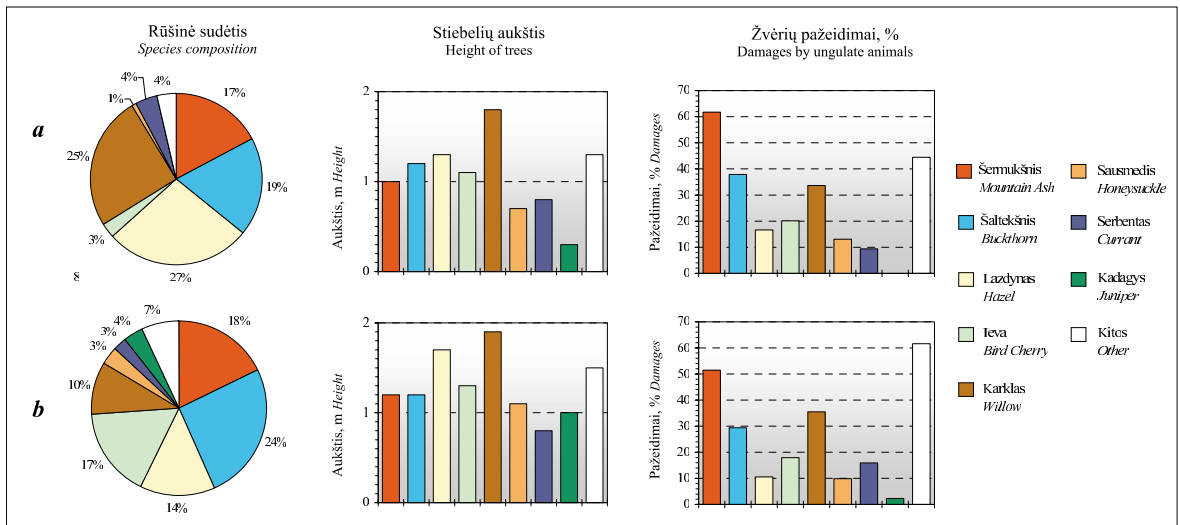 Rūšinė sudėtis
Species composition
Stiebelių aukštis
Height of trees
Žvėrių pažeidimai, %
Damages by ungulate animals
a
17%
19%
27%
3%
25%
1%
4%
4%
8
Aukštis, m Height
2
1
0
Pažeidimai, % Damages
70
60
50
40
30
20
10
0
b
18%
24%
14%
17%
10%
3%
3%
4%
7%
Aukštis, m Height
2
1
0
Pažeidimai, % Damages
70
60
50
40
30
20
10
0
Šermukšnis
Mountain Ash
Šaltekšnis
Buckthorn
Lazdynas
Hazel
Ieva
Bird Cherry
Karklas
Willow
Sausmedis
Honeysuckle
Serbentas
Currant
Kadagys
Juniper
Kitos
Other